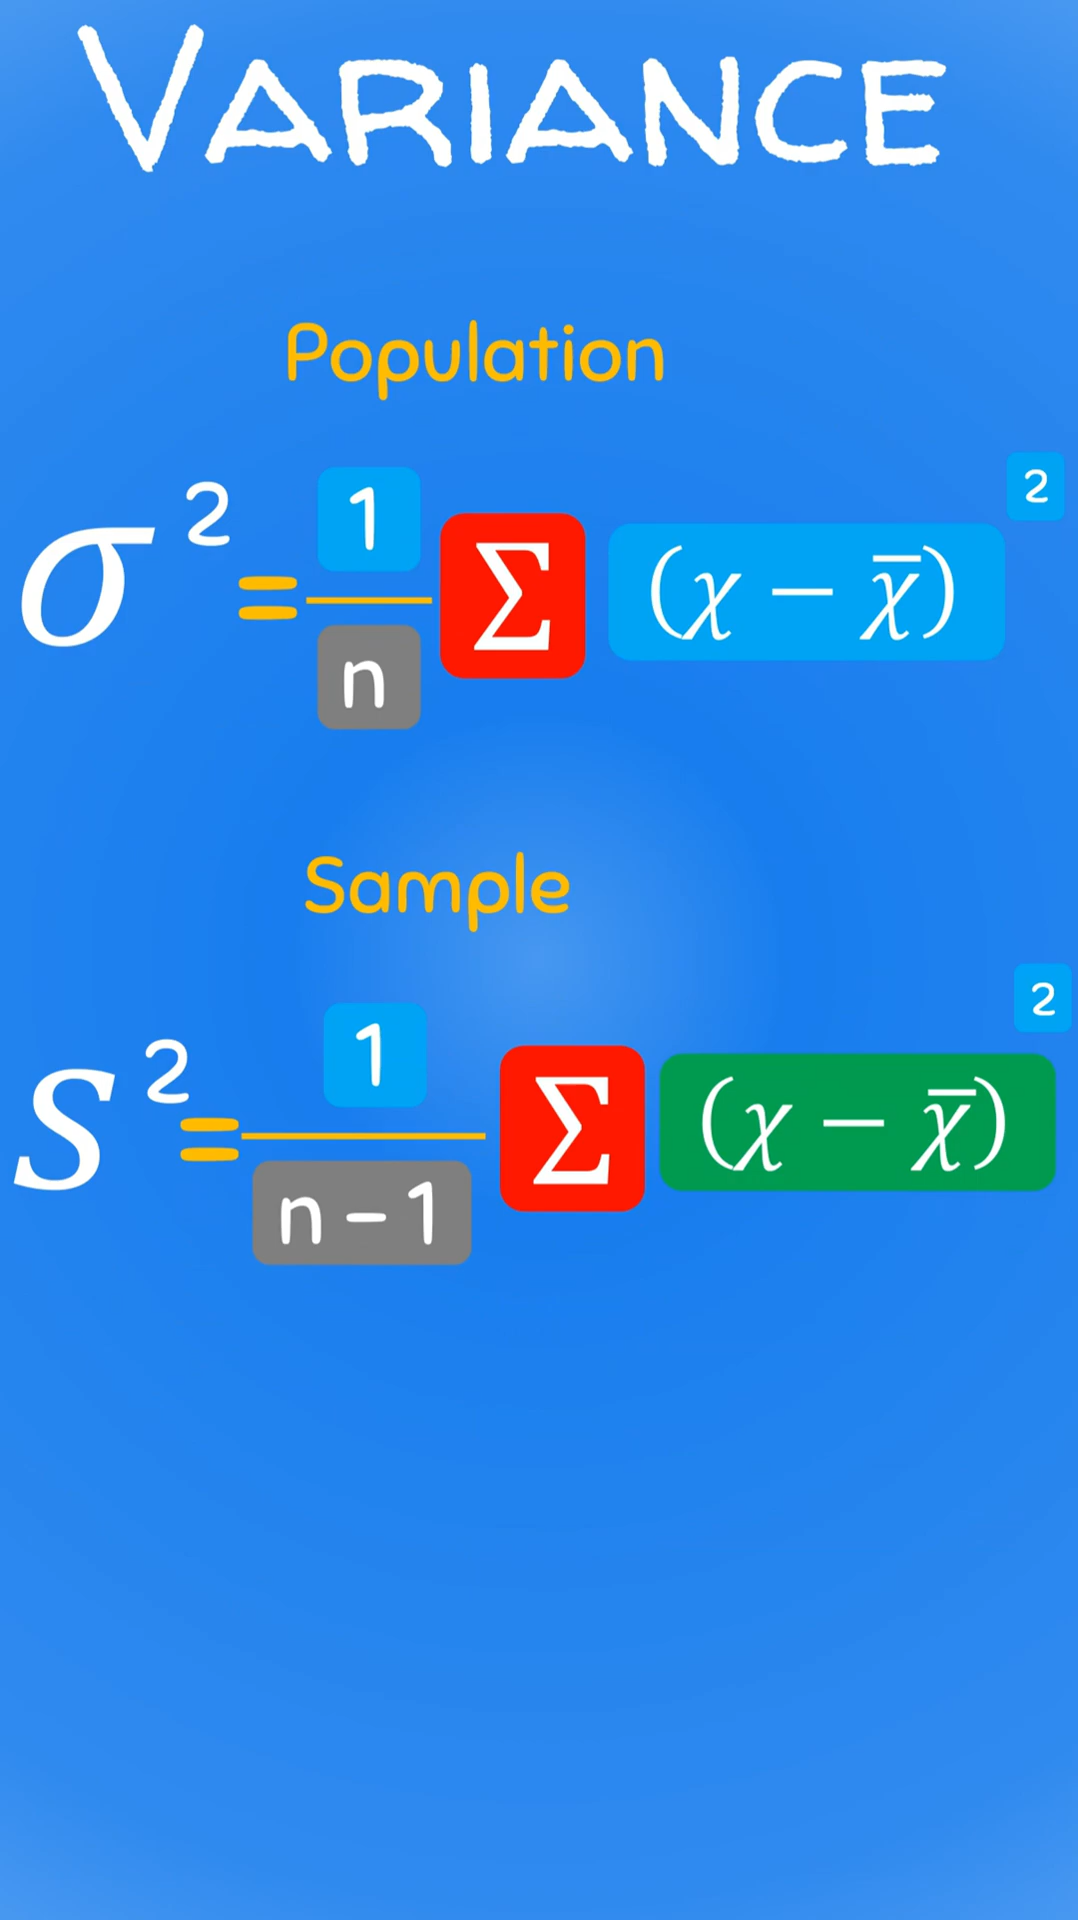 VARIANCE
Population
σ² = 1/n Σ (χ − χ̅)²
Sample
s² = 1/n − 1 Σ (χ − χ̅)²